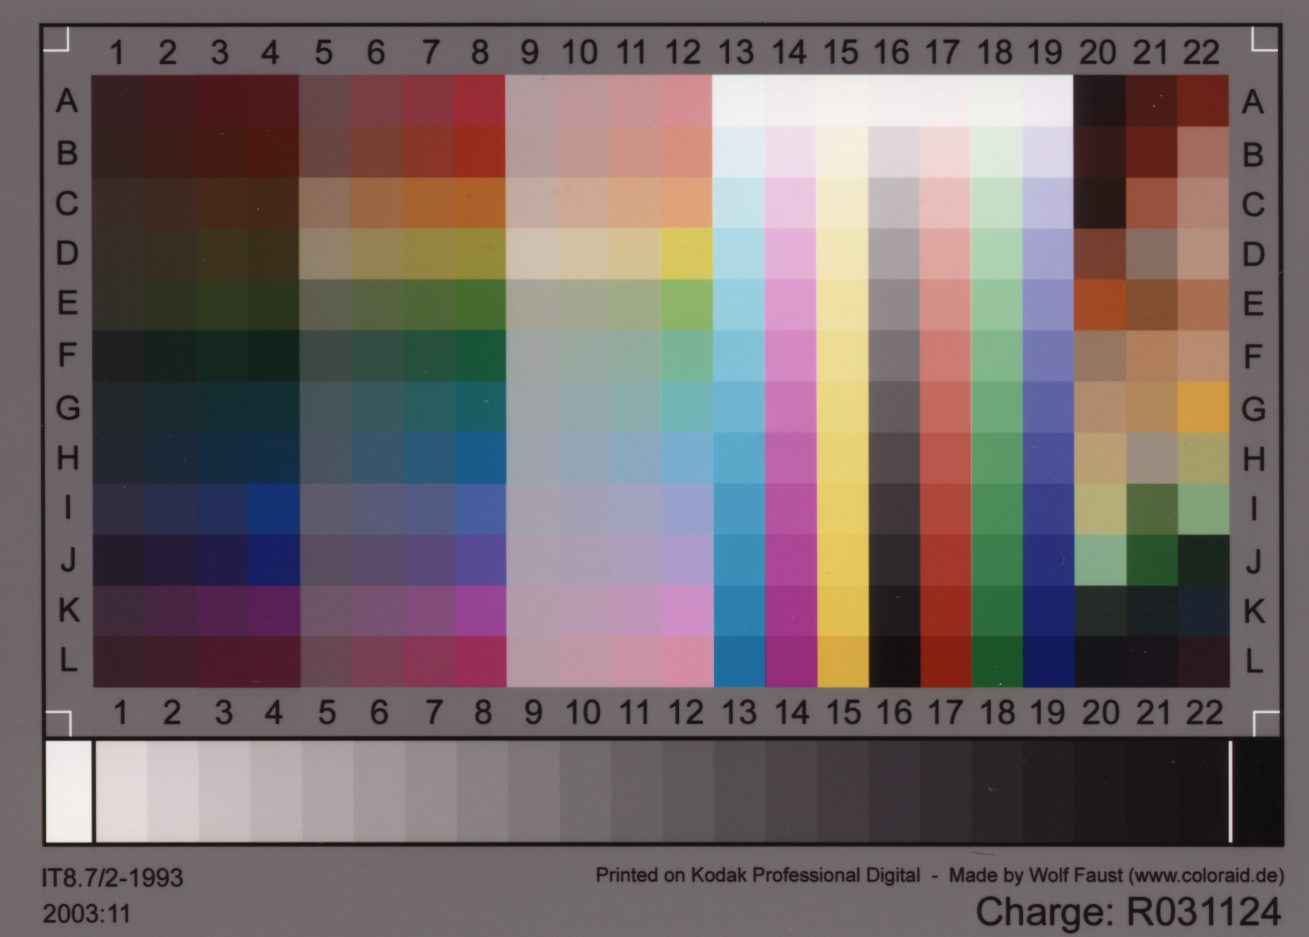 1 2 3 4 5 6 7 8 9 10 11 12 13 14 15 16 17 18 19 20 21 22
A A
B B
C C
D D
E E
F F
G G
H H
I I
J J
K K
L L
1 2 3 4 5 6 7 8 9 10 11 12 13 14 15 16 17 18 19 20 21 22
IT8.7/2-1993 Printed on Kodak Professional Digital - Made by Wolf Faust (www.coloraid.de)
2003:11 Charge: R031124